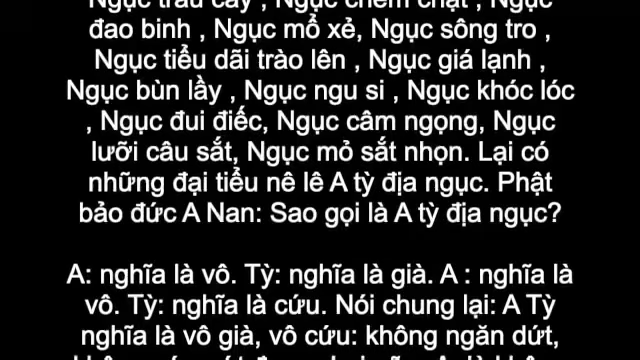 Ngục trâu cày , Ngục chém chặt , Ngục
đao binh , Ngục mổ xẻ, Ngục sông tro ,
Ngục tiểu dãi trào lên , Ngục giá lạnh ,
Ngục bùn lầy , Ngục ngu si , Ngục khóc lóc
, Ngục đui điếc, Ngục câm ngọng, Ngục
lưỡi câu sắt, Ngục mỏ sắt nhọn. Lại có
những đại tiểu nê lê A tỳ địa ngục. Phật
bảo đức A Nan: Sao gọi là A tỳ địa ngục?
A: nghĩa là vô. Tỳ: nghĩa là già. A : nghĩa là
vô. Tỳ: nghĩa là cứu. Nói chung lại: A Tỳ
nghĩa là vô già, vô cứu: không ngăn dứt,